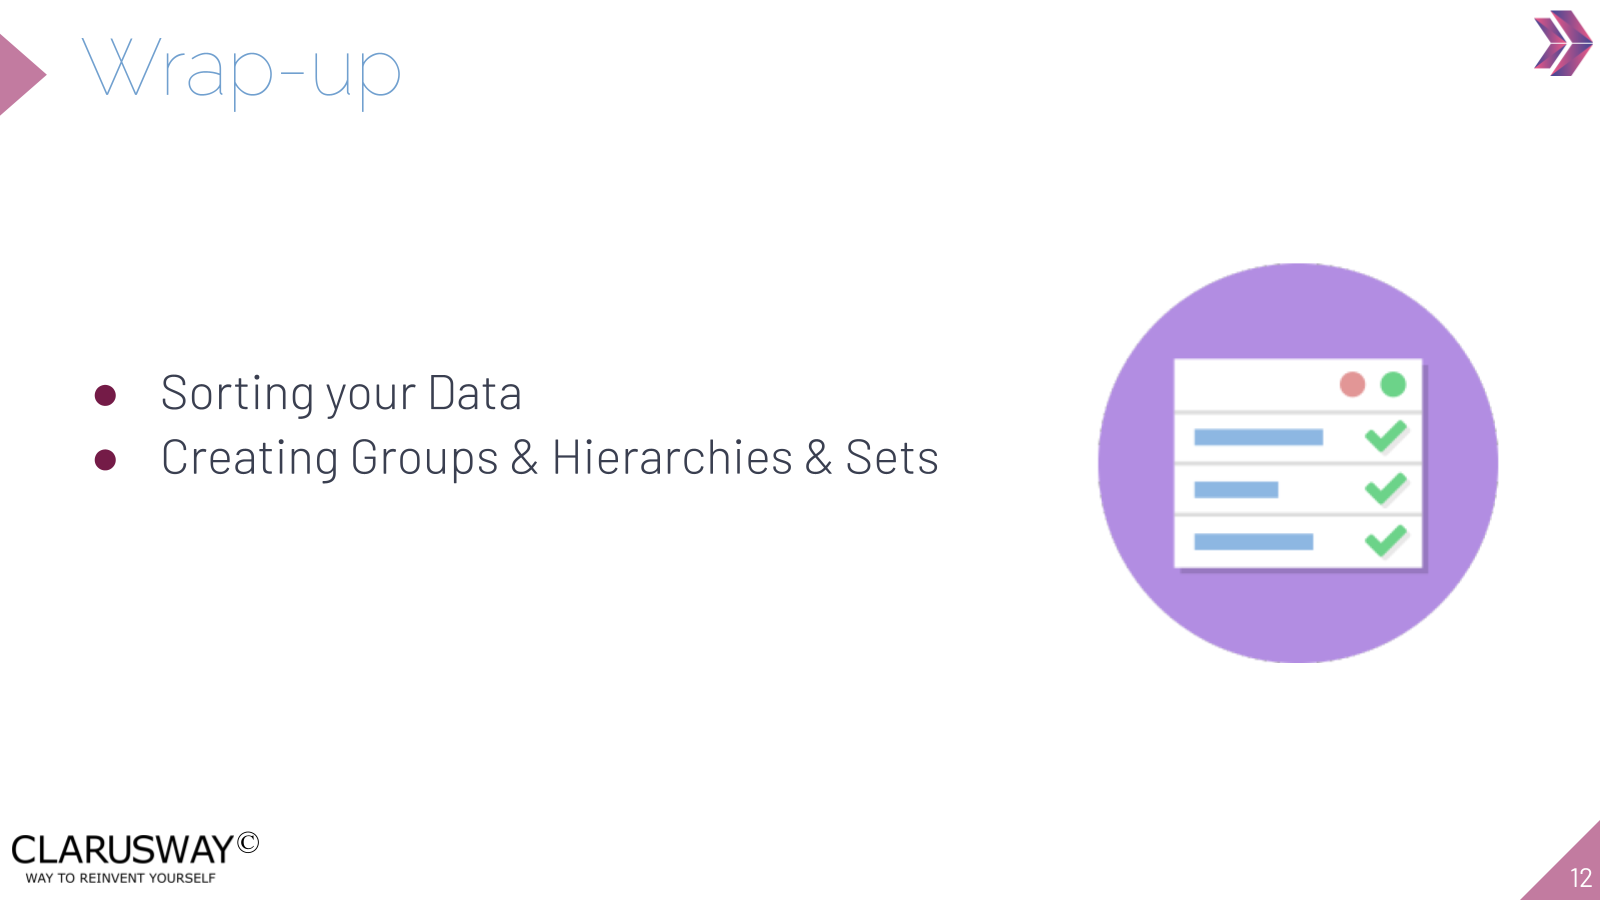 Wrap-up
● Sorting your Data
● Creating Groups & Hierarchies & Sets
CLARUSWAY©
WAY TO REINVENT YOURSELF
12